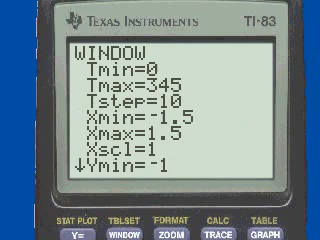 TEXAS INSTRUMENTS TI-83
WINDOW
Tmin=0
Tmax=345
Tstep=10
Xmin=-1.5
Xmax=1.5
Xscl=1
↓Ymin=-1
STAT PLOT TBLSET FORMAT CALC TABLE
Y= WINDOW ZOOM TRACE GRAPH